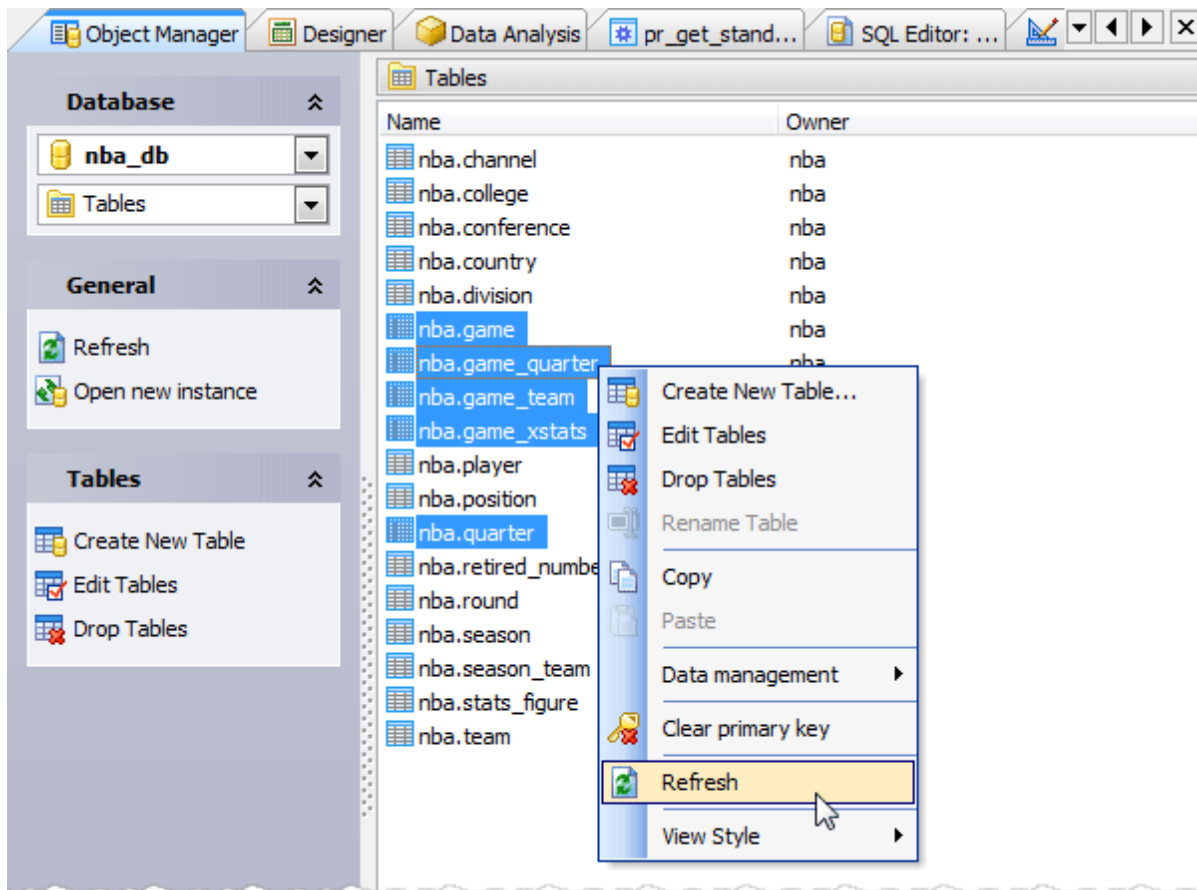 Object Manager Designer Data Analysis pr_get_stand... SQL Editor: ...
Database
nba_db
Tables
General
Refresh
Open new instance
Tables
Create New Table
Edit Tables
Drop Tables
Tables
Name Owner
nba.channel nba
nba.college nba
nba.conference nba
nba.country nba
nba.division nba
nba.game nba
nba.game_quarter nba
nba.game_team
nba.game_xstats
nba.player
nba.position
nba.quarter
nba.retired_numbe
nba.round
nba.season
nba.season_team
nba.stats_figure
nba.team
Create New Table...
Edit Tables
Drop Tables
Rename Table
Copy
Paste
Data management
Clear primary key
Refresh
View Style